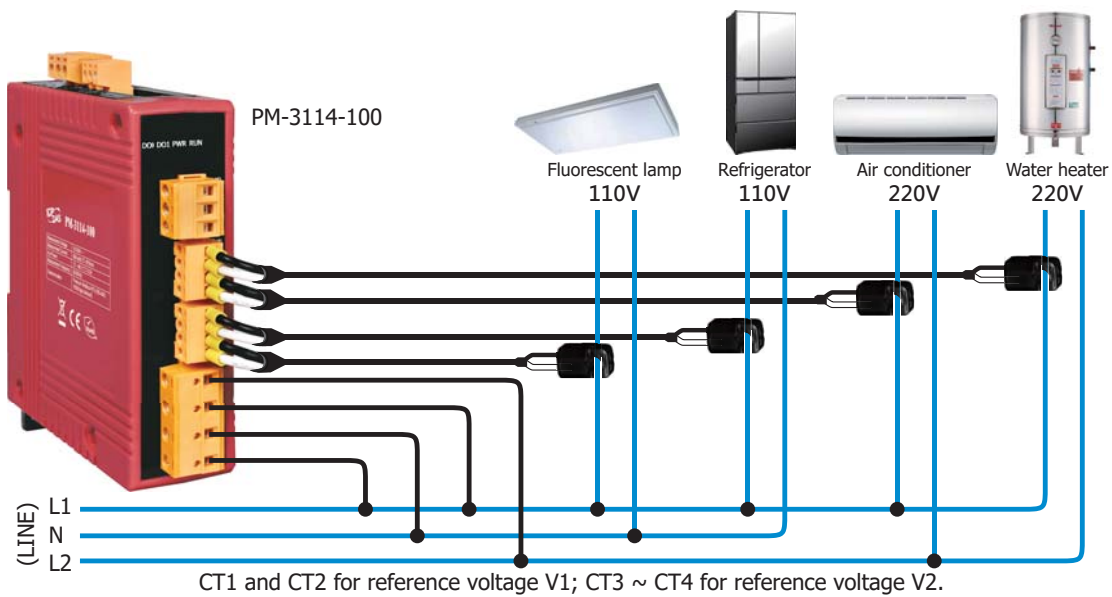 PM-3114-100
DO0 DO1 PWR RUN
PM-3114-100
CE
Fluorescent lamp
110V
Refrigerator
110V
Air conditioner
220V
Water heater
220V
(LINE)
L1
N
L2
CT1 and CT2 for reference voltage V1; CT3 ~ CT4 for reference voltage V2.